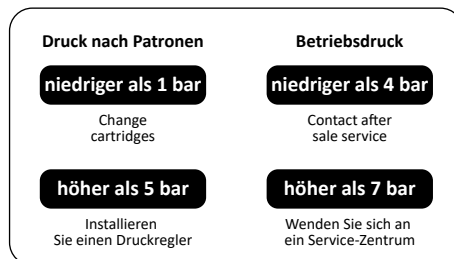 Druck nach Patronen
niedriger als 1 bar
Change
cartridges
höher als 5 bar
Installieren
Sie einen Druckregler
Betriebsdruck
niedriger als 4 bar
Contact after
sale service
höher als 7 bar
Wenden Sie sich an
ein Service-Zentrum